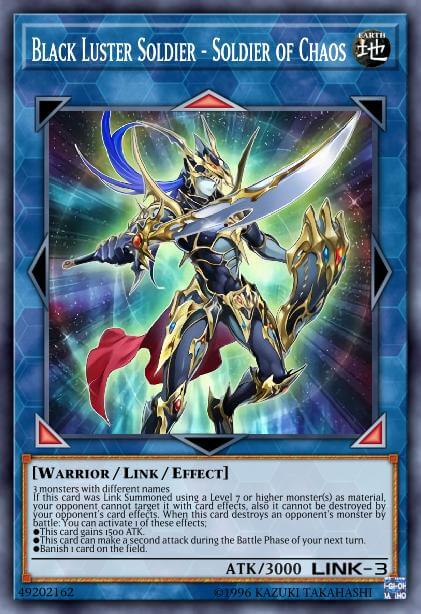 BLACK LUSTER SOLDIER - SOLDIER OF CHAOS
EARTH
地
[WARRIOR / LINK / EFFECT]
3 monsters with different names
If this card was Link Summoned using a Level 7 or higher monster(s) as material,
your opponent cannot target it with card effects, also it cannot be destroyed by
your opponent's card effects. When this card destroys an opponent's monster by
battle: You can activate 1 of these effects;
●This card gains 1500 ATK.
●This card can make a second attack during the Battle Phase of your next turn.
●Banish 1 card on the field.
ATK/3000 LINK-3
49202162
©1996 KAZUKI TAKAHASHI